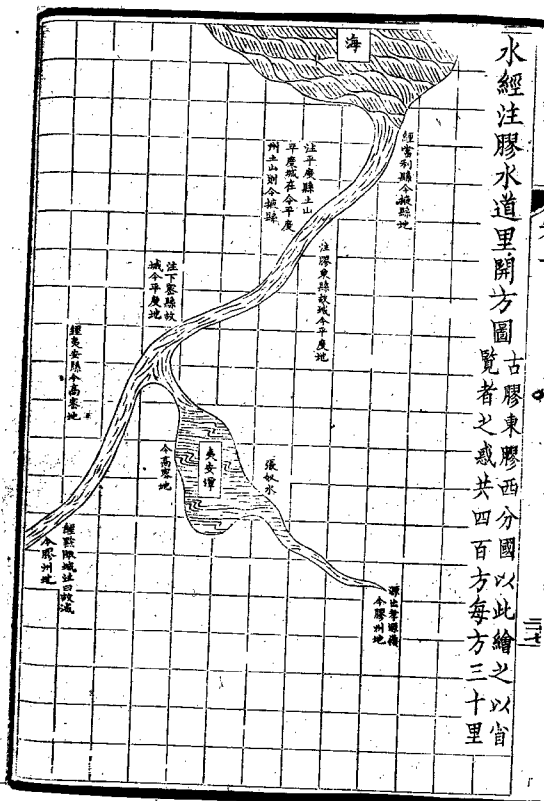 水經注膠水道里開方圖
古膠東膠西分國以此繪之以省
覽者之惑共四百方每方三十里
海
經當利縣今掖縣地
注平度縣土山
平度城在今平度
州土山則今掖縣
注膠東縣故城今平度地
注下密縣故
城今平度地
經夷安縣今高密地
夷安潭
今高密地
張奴水
經黔陬城注曰故
今膠州地
源出
今膠州地